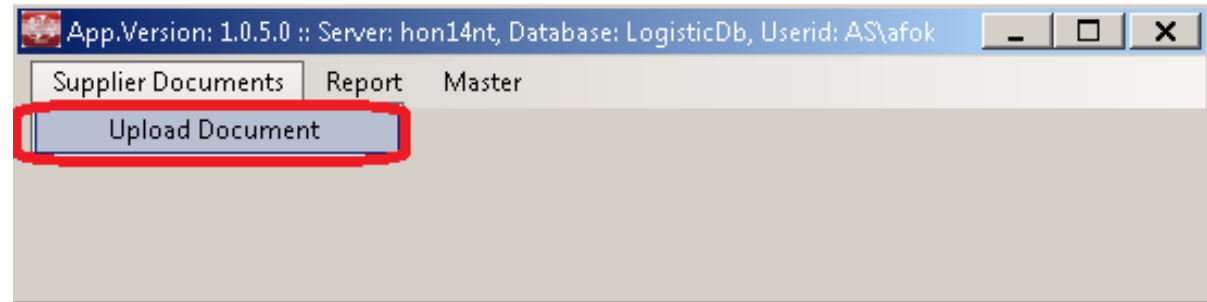 App.Version: 1.0.5.0 :: Server: hon14nt, Database: LogisticDb, Userid: AS\afok
Supplier Documents Report Master
Upload Document